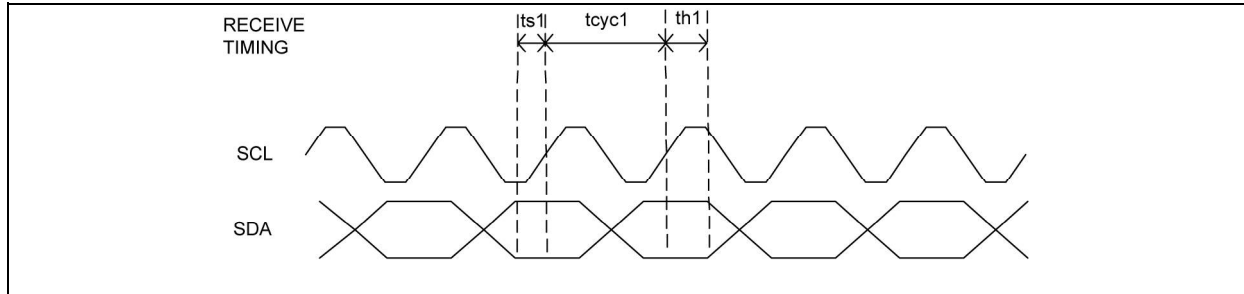 RECEIVE
TIMING
ts1
tcyc1
th1
SCL
SDA